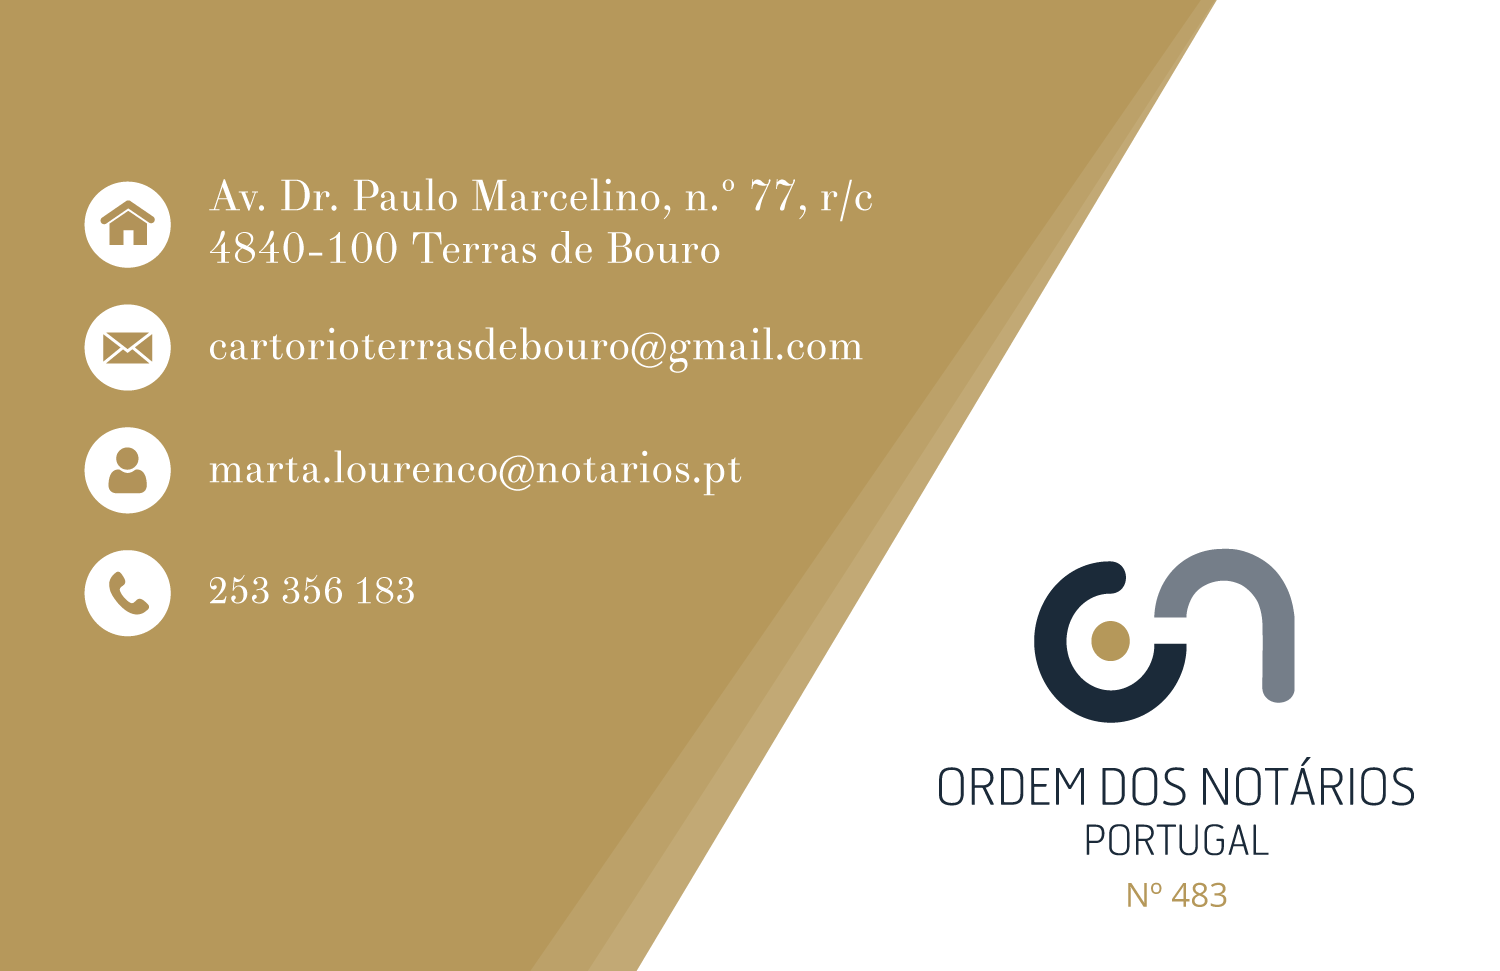 Av. Dr. Paulo Marcelino, n.º 77, r/c
4840-100 Terras de Bouro
cartorioterrasdebouro@gmail.com
marta.lourenco@notarios.pt
253 356 183
ORDEM DOS NOTÁRIOS
PORTUGAL
Nº 483